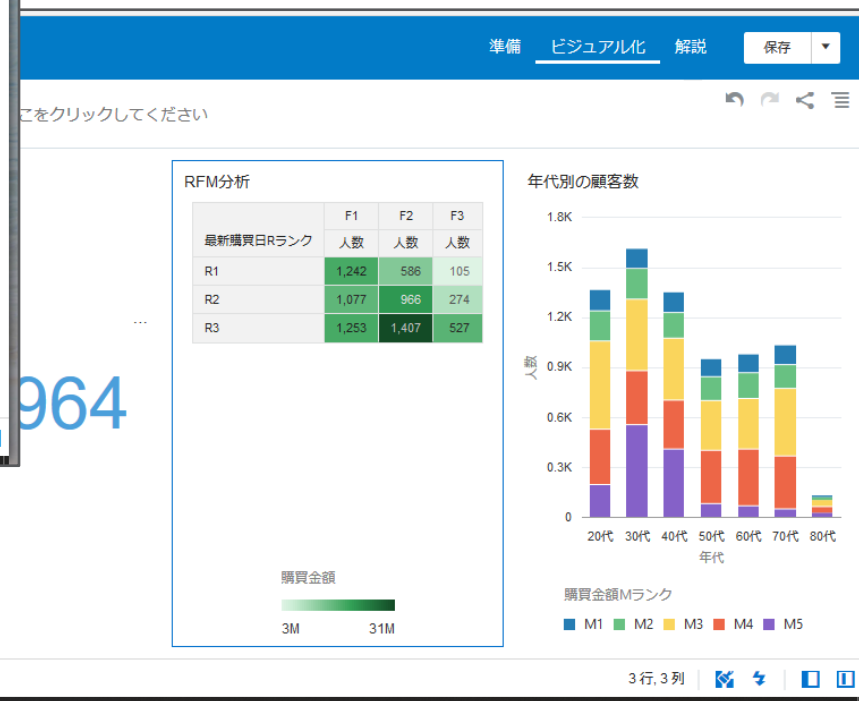 準備 ビジュアル化 解説 保存
こをクリックしてください
RFM分析
F1 F2 F3
最新購買日Rランク 人数 人数 人数
R1 1,242 586 105
R2 1,077 966 274
R3 1,253 1,407 527
購買金額
3M 31M
...
964
年代別の顧客数
1.8K
1.5K
1.2K
0.9K
0.6K
0.3K
0
人数
20代 30代 40代 50代 60代 70代 80代
年代
購買金額Mランク
M1 M2 M3 M4 M5
3行, 3列